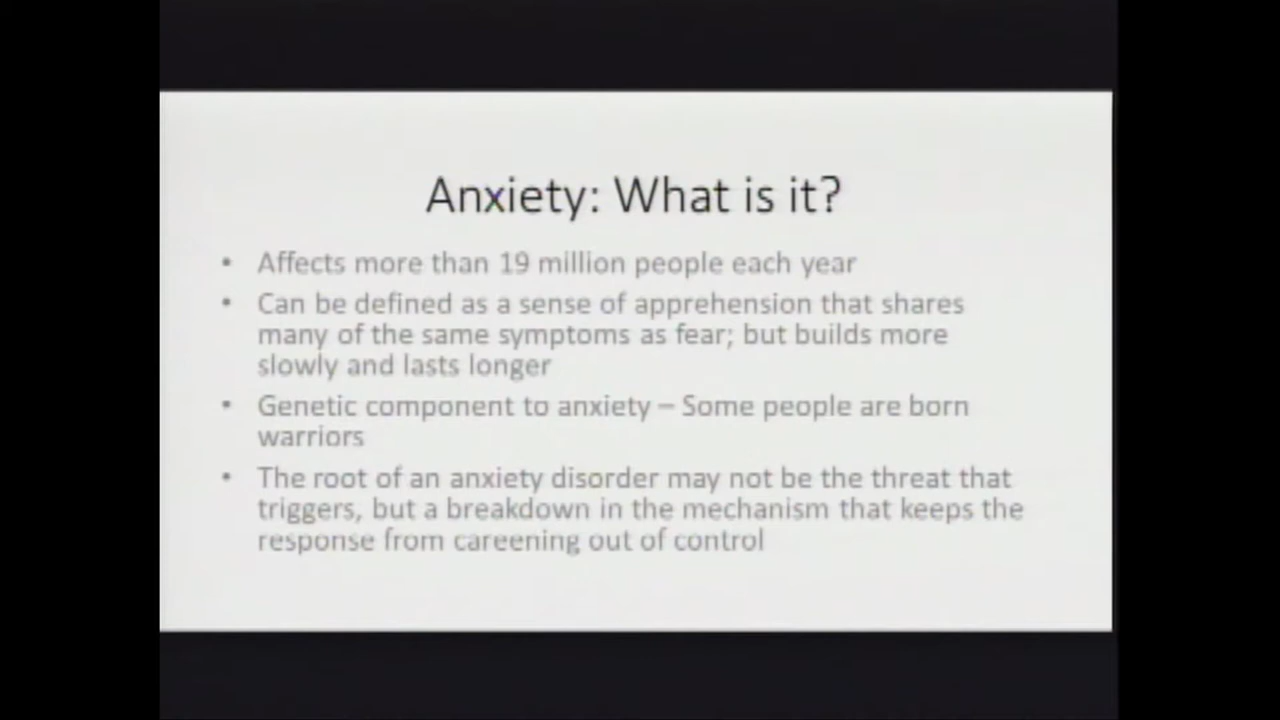 Anxiety: What is it?
• Affects more than 19 million people each year
• Can be defined as a sense of apprehension that shares
many of the same symptoms as fear; but builds more
slowly and lasts longer
• Genetic component to anxiety – Some people are born
warriors
• The root of an anxiety disorder may not be the threat that
triggers, but a breakdown in the mechanism that keeps the
response from careening out of control